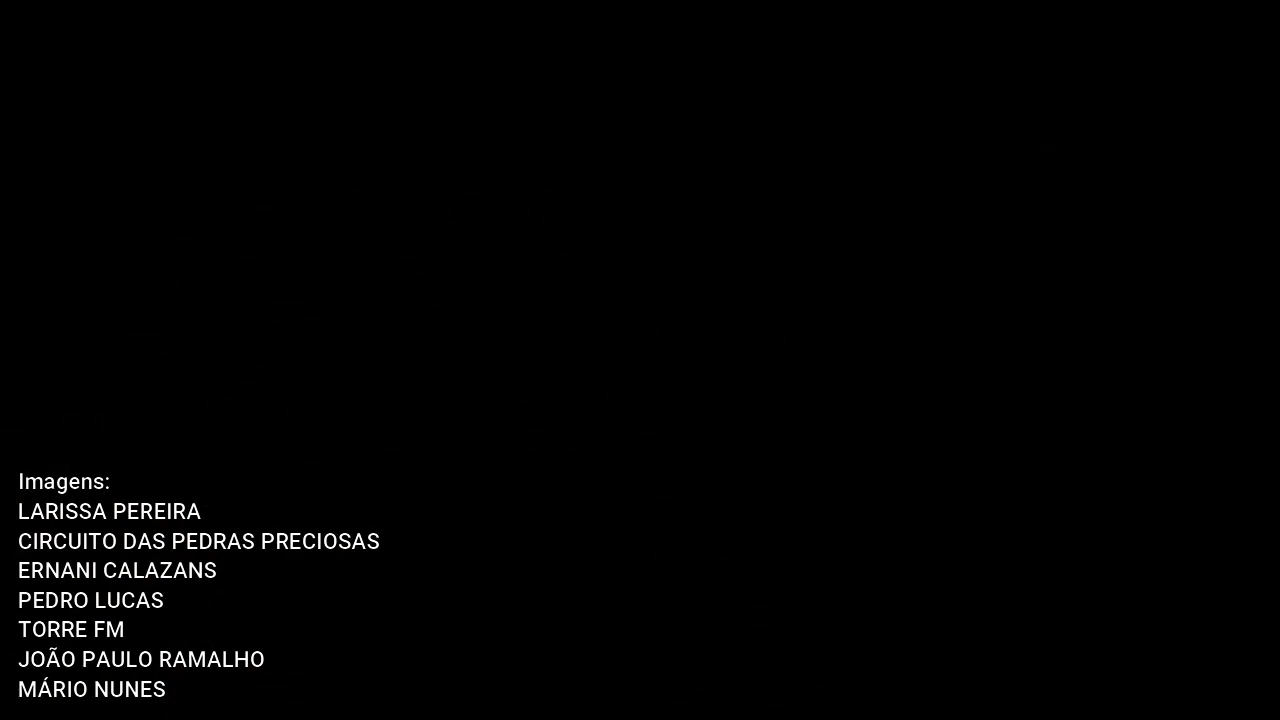 Imagens:
LARISSA PEREIRA
CIRCUITO DAS PEDRAS PRECIOSAS
ERNANI CALAZANS
PEDRO LUCAS
TORRE FM
JOÃO PAULO RAMALHO
MÁRIO NUNES